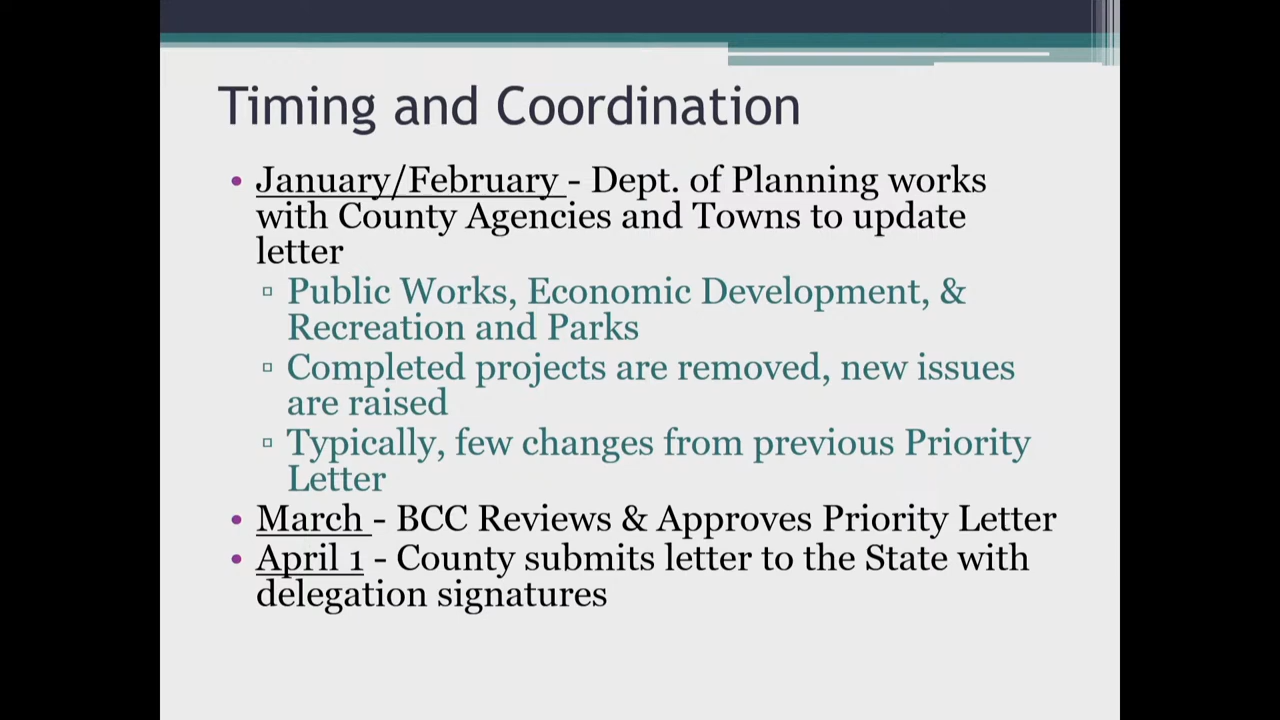 Timing and Coordination
• January/February - Dept. of Planning works
with County Agencies and Towns to update
letter
▫ Public Works, Economic Development, &
Recreation and Parks
▫ Completed projects are removed, new issues
are raised
▫ Typically, few changes from previous Priority
Letter
• March - BCC Reviews & Approves Priority Letter
• April 1 - County submits letter to the State with
delegation signatures